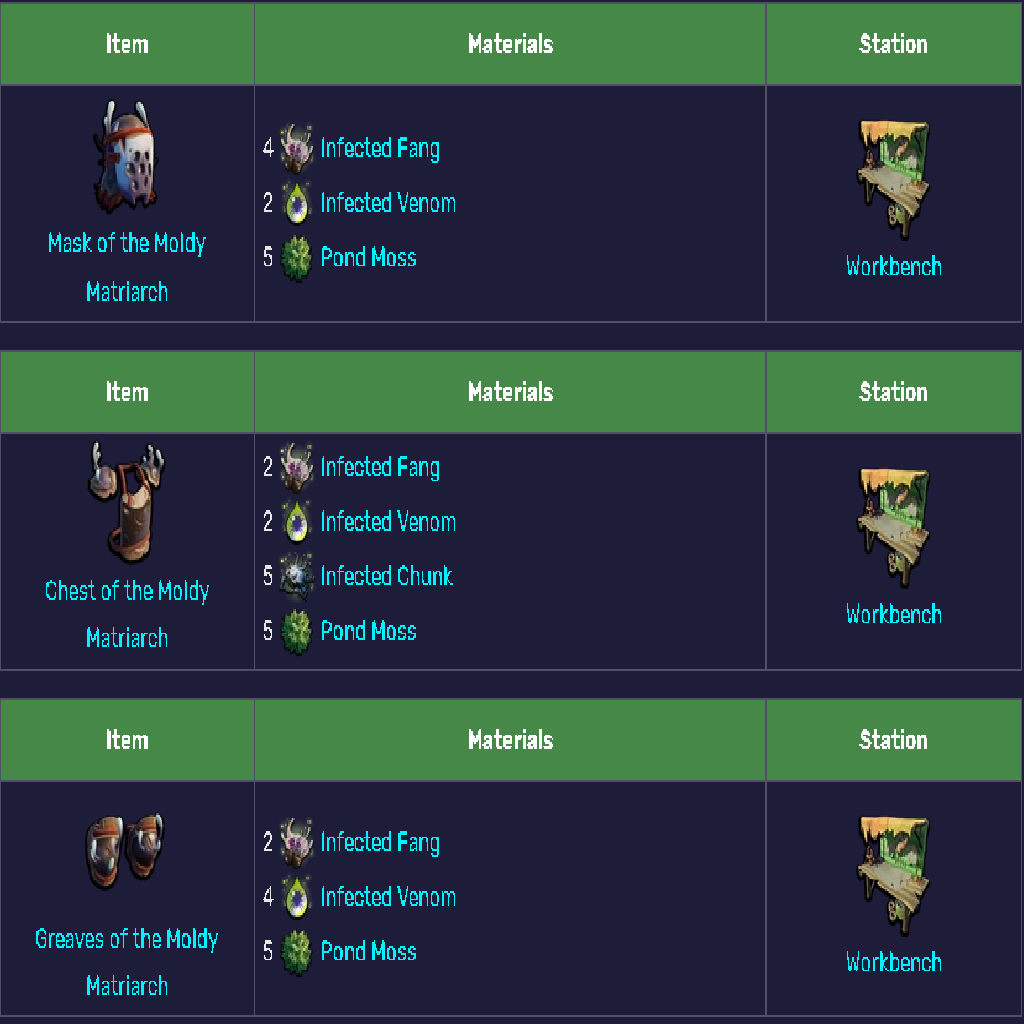 Item Materials Station
4 Infected Fang
2 Infected Venom
5 Pond Moss
Mask of the Moldy
Matriarch
Workbench
Item Materials Station
2 Infected Fang
2 Infected Venom
5 Infected Chunk
5 Pond Moss
Chest of the Moldy
Matriarch
Workbench
Item Materials Station
2 Infected Fang
4 Infected Venom
5 Pond Moss
Greaves of the Moldy
Matriarch
Workbench